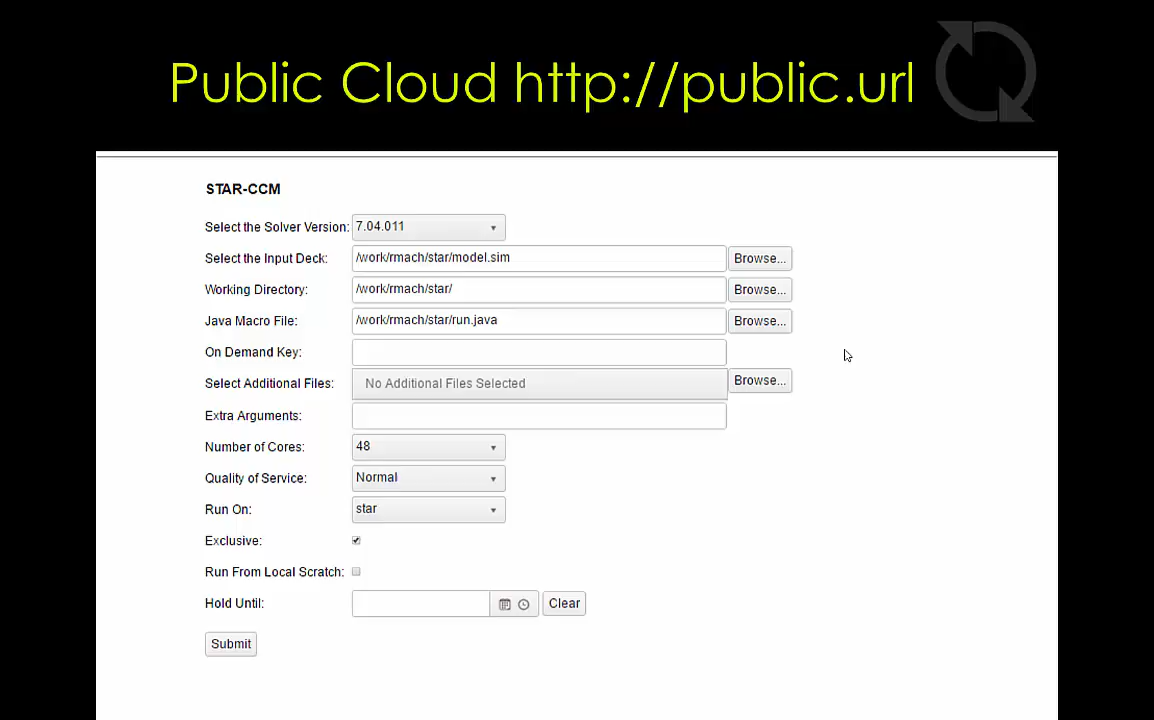 Public Cloud http://public.url
STAR-CCM
Select the Solver Version: 7.04.011
Select the Input Deck: /work/rmach/star/model.sim Browse...
Working Directory: /work/rmach/star/ Browse...
Java Macro File: /work/rmach/star/run.java Browse...
On Demand Key:
Select Additional Files: No Additional Files Selected Browse...
Extra Arguments:
Number of Cores: 48
Quality of Service: Normal
Run On: star
Exclusive:
Run From Local Scratch:
Hold Until: Clear
Submit